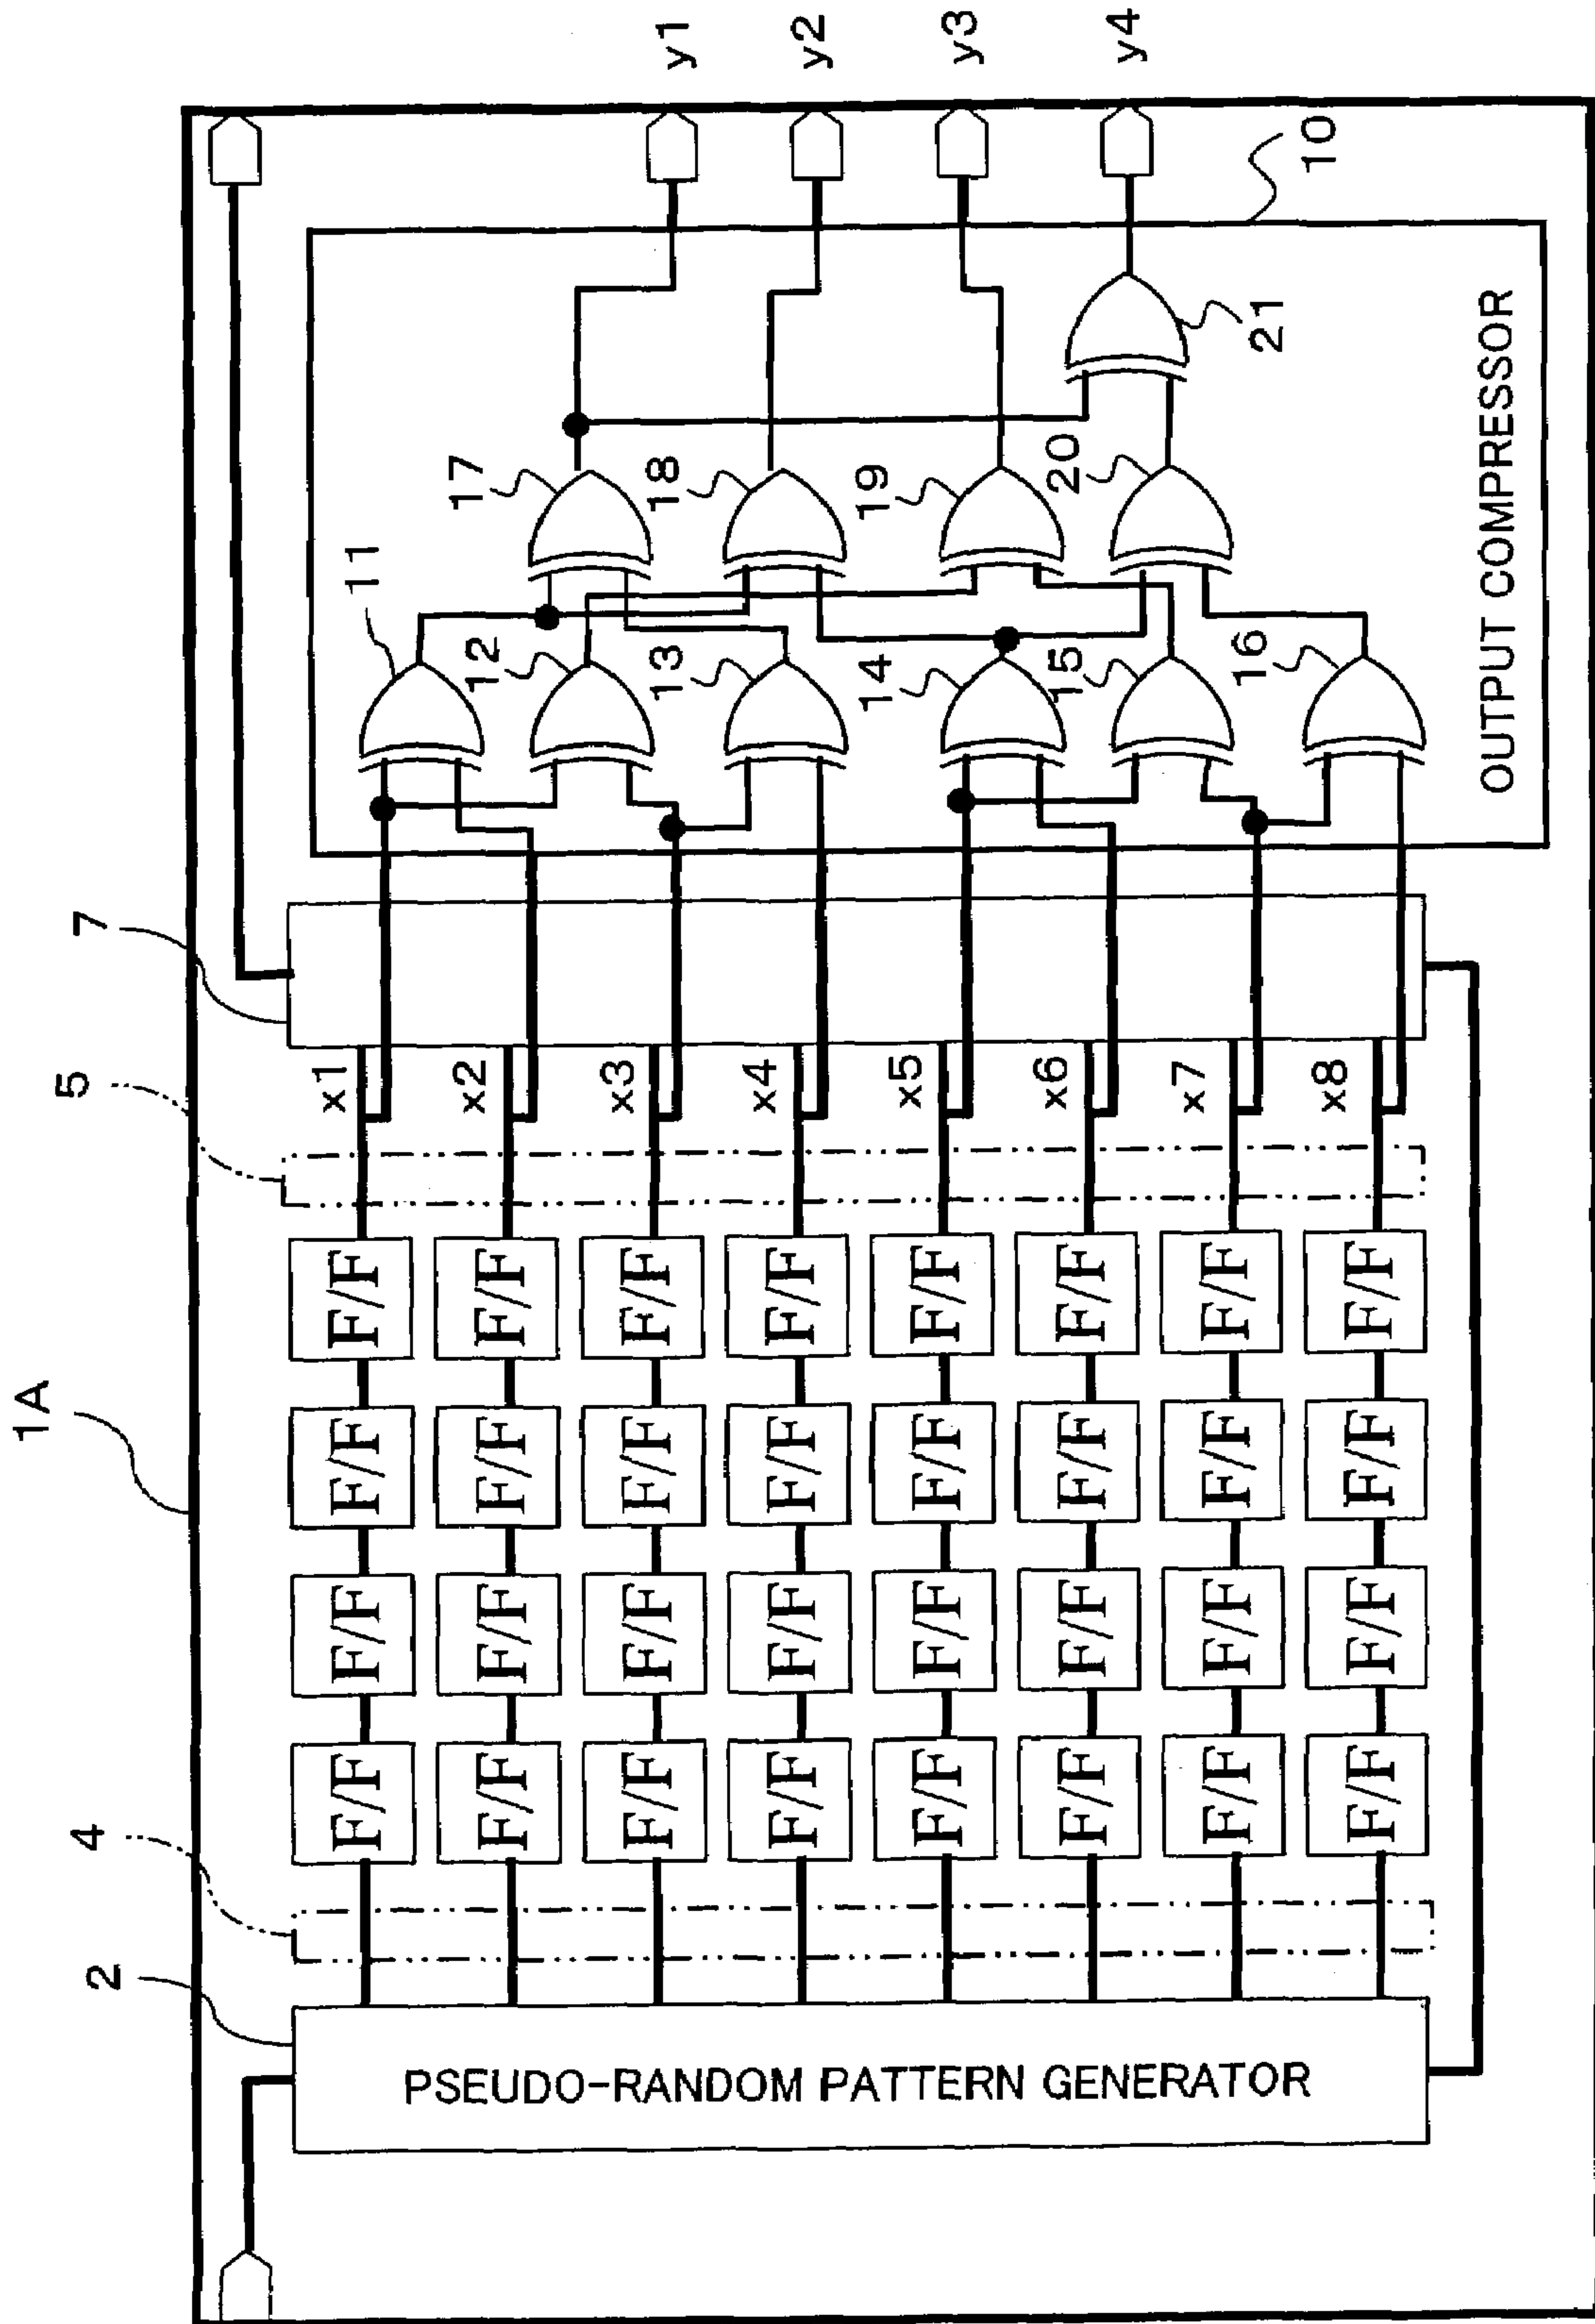 1A
2
4
5
7
PSEUDO-RANDOM PATTERN GENERATOR
F/F F/F F/F F/F x1
F/F F/F F/F F/F x2
F/F F/F F/F F/F x3
F/F F/F F/F F/F x4
F/F F/F F/F F/F x5
F/F F/F F/F F/F x6
F/F F/F F/F F/F x7
F/F F/F F/F F/F x8
11
12
13
14
15
16
17
18
19
20
21
y1
y2
y3
y4
10
OUTPUT COMPRESSOR